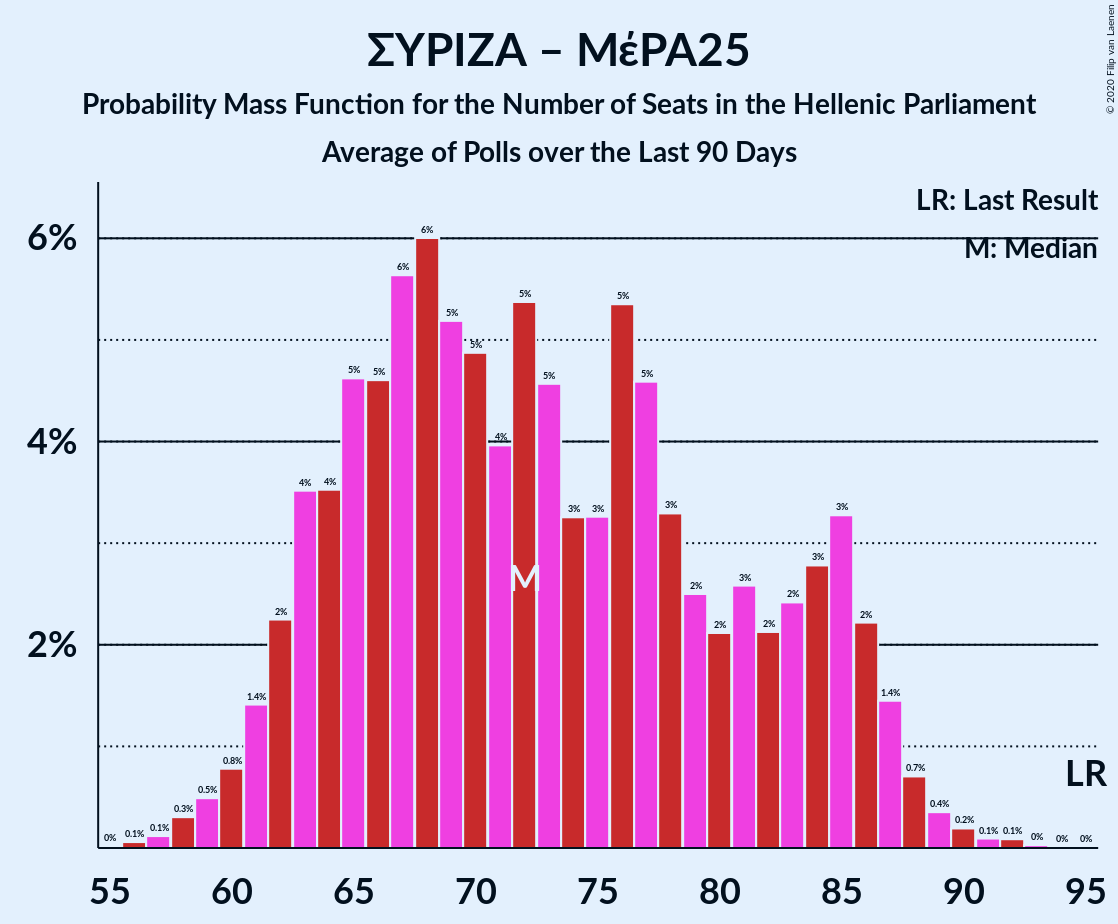 ΣΥΡΙΖΑ – ΜέΡΑ25
Probability Mass Function for the Number of Seats in the Hellenic Parliament
Average of Polls over the Last 90 Days
© 2020 Filip van Laenen
LR: Last Result
M: Median
6%
4%
2%
0% 0.1% 0.1% 0.3% 0.5% 0.8% 1.4% 2% 4% 4% 5% 5% 6% 6% 5% 5% 4% 5% 5% 3% 3% 5% 5% 3% 2% 2% 3% 2% 2% 3% 3% 2% 1.4% 0.7% 0.4% 0.2% 0.1% 0.1% 0% 0% 0%
M
LR
55 60 65 70 75 80 85 90 95